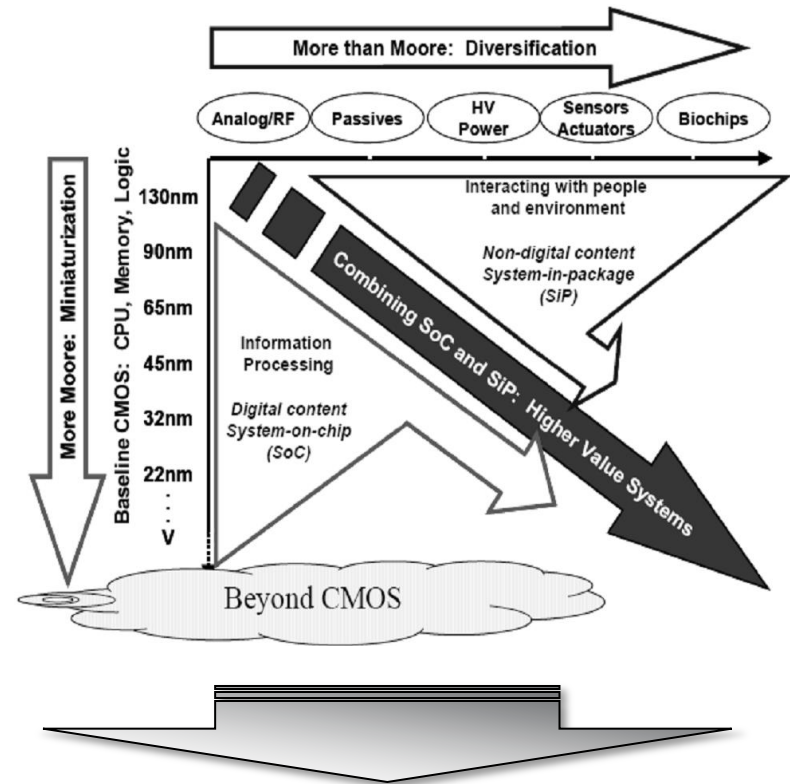 More than Moore: Diversification
Analog/RF
Passives
HV
Power
Sensors
Actuators
Biochips
More Moore: Miniaturization
Baseline CMOS: CPU, Memory, Logic
130nm
90nm
65nm
45nm
32nm
22nm
V
Interacting with people
and environment
Non-digital content
System-in-package
(SiP)
Combining SoC and SiP: Higher Value Systems
Information
Processing
Digital content
System-on-chip
(SoC)
Beyond CMOS